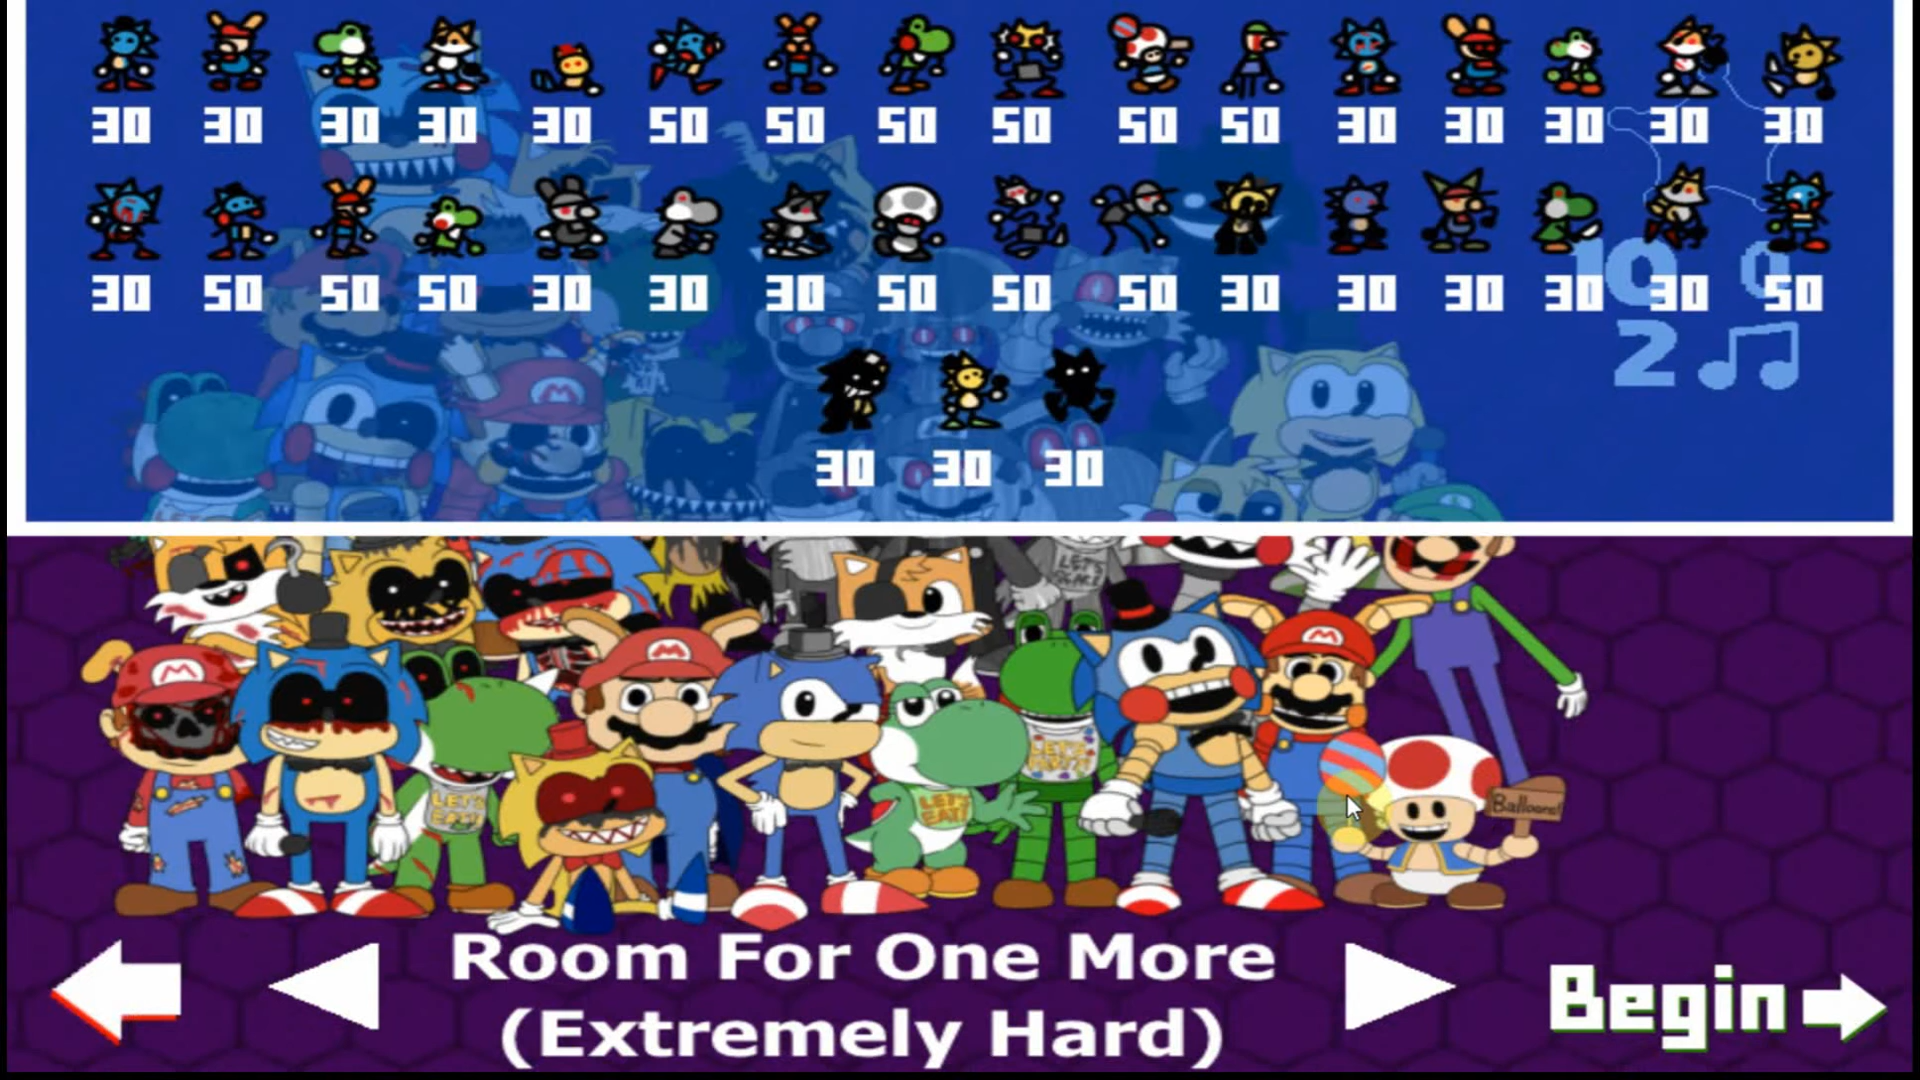 30 30 30 30 30 50 50 50 50 50 50 30 30 30 30 30
30 50 50 50 30 30 30 50 50 50 30 30 30 30 30 50
10
2
30 30 30
LET'S
M
M
M
M
LET'S
EAT!
LET'S
PARTY!
LET'S
EAT!
Balloons!
Room For One More
(Extremely Hard)
Begin